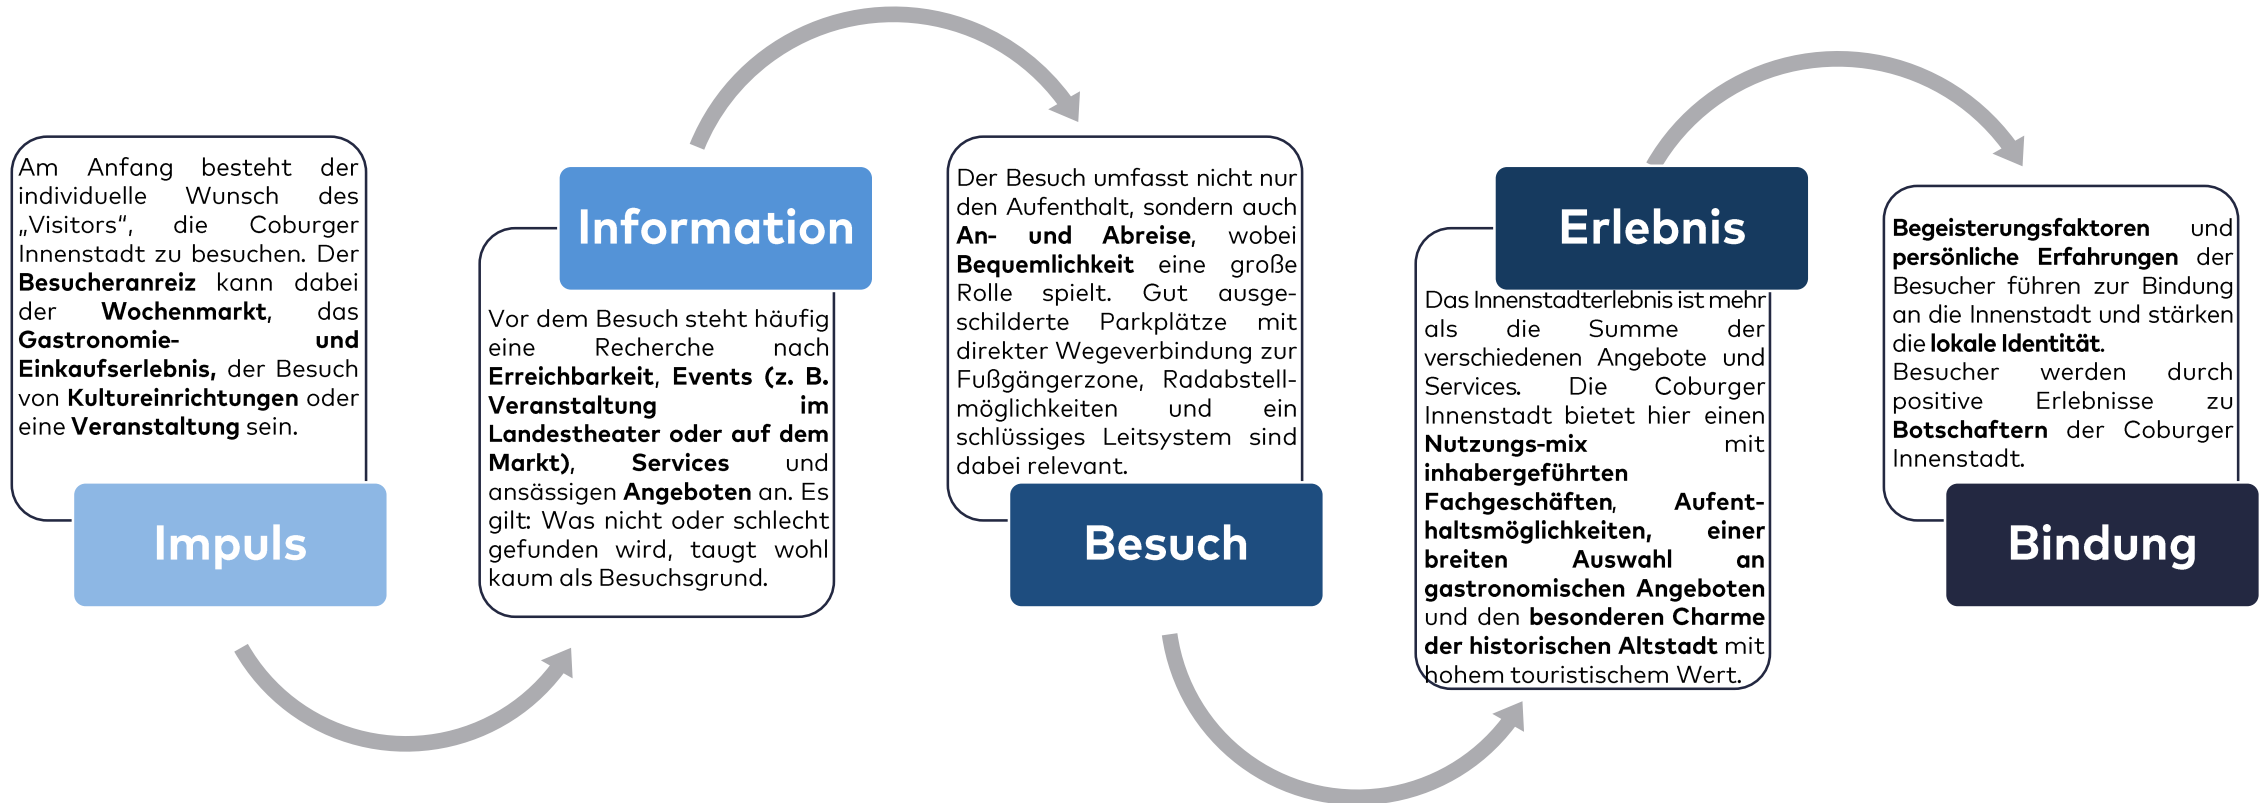 Am Anfang besteht der
individuelle Wunsch des
„Visitors“, die Coburger
Innenstadt zu besuchen. Der
Besucheranreiz kann dabei
der Wochenmarkt, das
Gastronomie- und
Einkaufserlebnis, der Besuch
von Kultureinrichtungen oder
eine Veranstaltung sein.
Impuls
Information
Vor dem Besuch steht häufig
eine Recherche nach
Erreichbarkeit, Events (z. B.
Veranstaltung im
Landestheater oder auf dem
Markt), Services und
ansässigen Angeboten an. Es
gilt: Was nicht oder schlecht
gefunden wird, taugt wohl
kaum als Besuchsgrund.
Der Besuch umfasst nicht nur
den Aufenthalt, sondern auch
An- und Abreise, wobei
Bequemlichkeit eine große
Rolle spielt. Gut ausge-
schilderte Parkplätze mit
direkter Wegeverbindung zur
Fußgängerzone, Radabstell-
möglichkeiten und ein
schlüssiges Leitsystem sind
dabei relevant.
Besuch
Erlebnis
Das Innenstadterlebnis ist mehr
als die Summe der
verschiedenen Angebote und
Services. Die Coburger
Innenstadt bietet hier einen
Nutzungs-mix mit
inhabergeführten
Fachgeschäften, Aufent-
haltsmöglichkeiten, einer
breiten Auswahl an
gastronomischen Angeboten
und den besonderen Charme
der historischen Altstadt mit
hohem touristischem Wert.
Begeisterungsfaktoren und
persönliche Erfahrungen der
Besucher führen zur Bindung
an die Innenstadt und stärken
die lokale Identität.
Besucher werden durch
positive Erlebnisse zu
Botschaftern der Coburger
Innenstadt.
Bindung